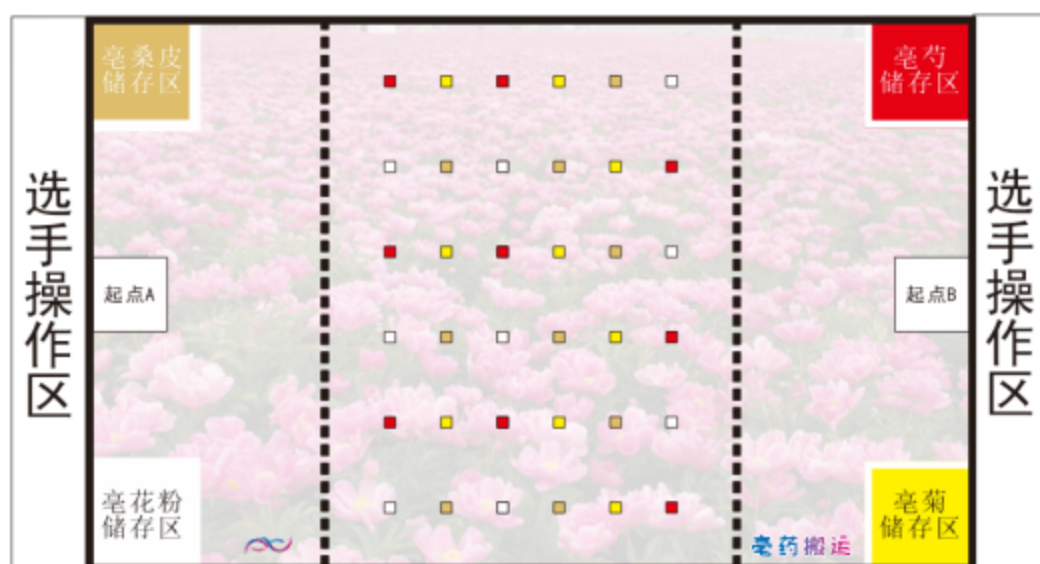 亳桑皮
储存区
亳芍
储存区
选手操作区
起点A
起点B
选手操作区
亳花粉
储存区
亳药搬运
亳菊
储存区